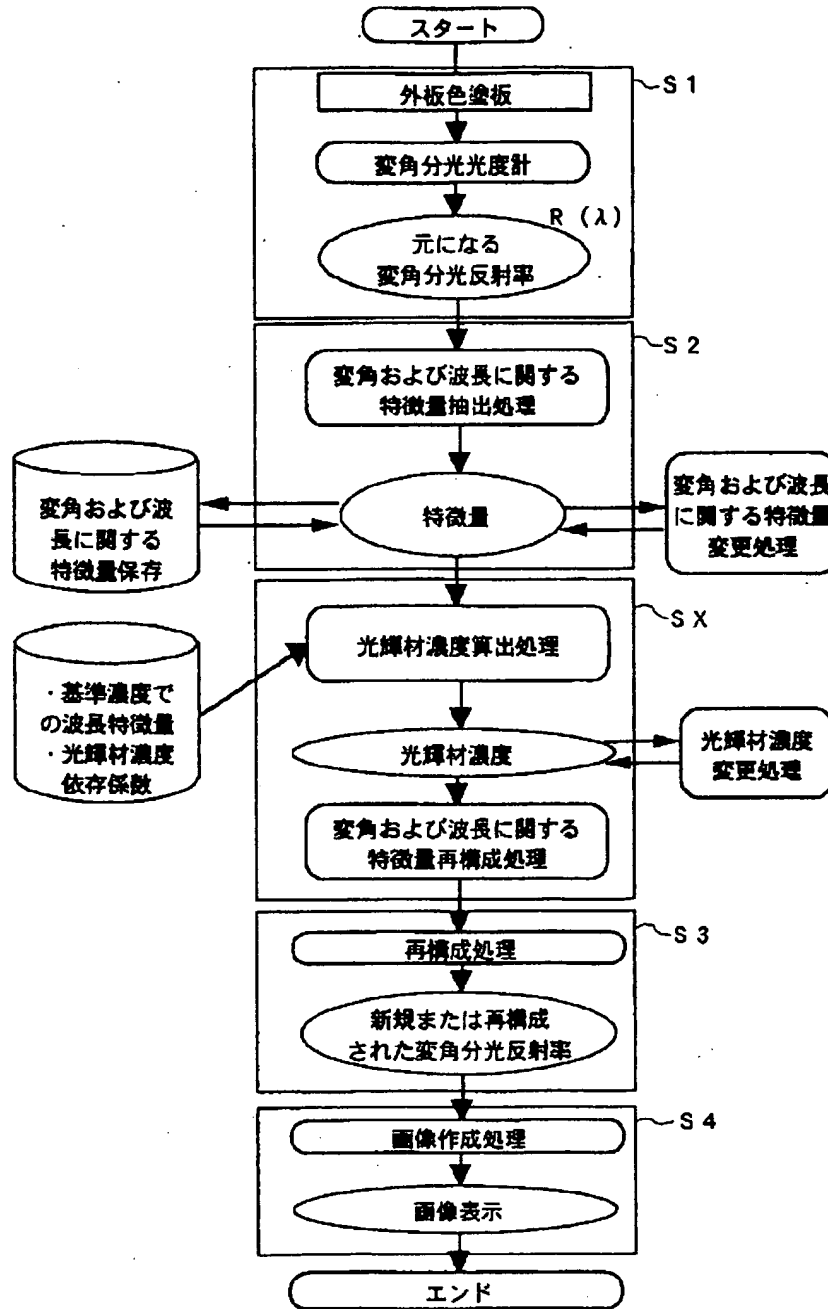 スタート
S1
外板色塗板
変角分光光度計
R (λ)
元になる
変角分光反射率
S2
変角および波長に関する
特徴量抽出処理
変角および波
長に関する
特徴量保存
特徴量
変角および波長
に関する特徴量
変更処理
SX
光輝材濃度算出処理
・基準濃度で
の波長特徴量
・光輝材濃度
依存係数
光輝材濃度
光輝材濃度
変更処理
変角および波長に関する
特徴量再構成処理
S3
再構成処理
新規または再構成
された変角分光反射率
S4
画像作成処理
画像表示
エンド